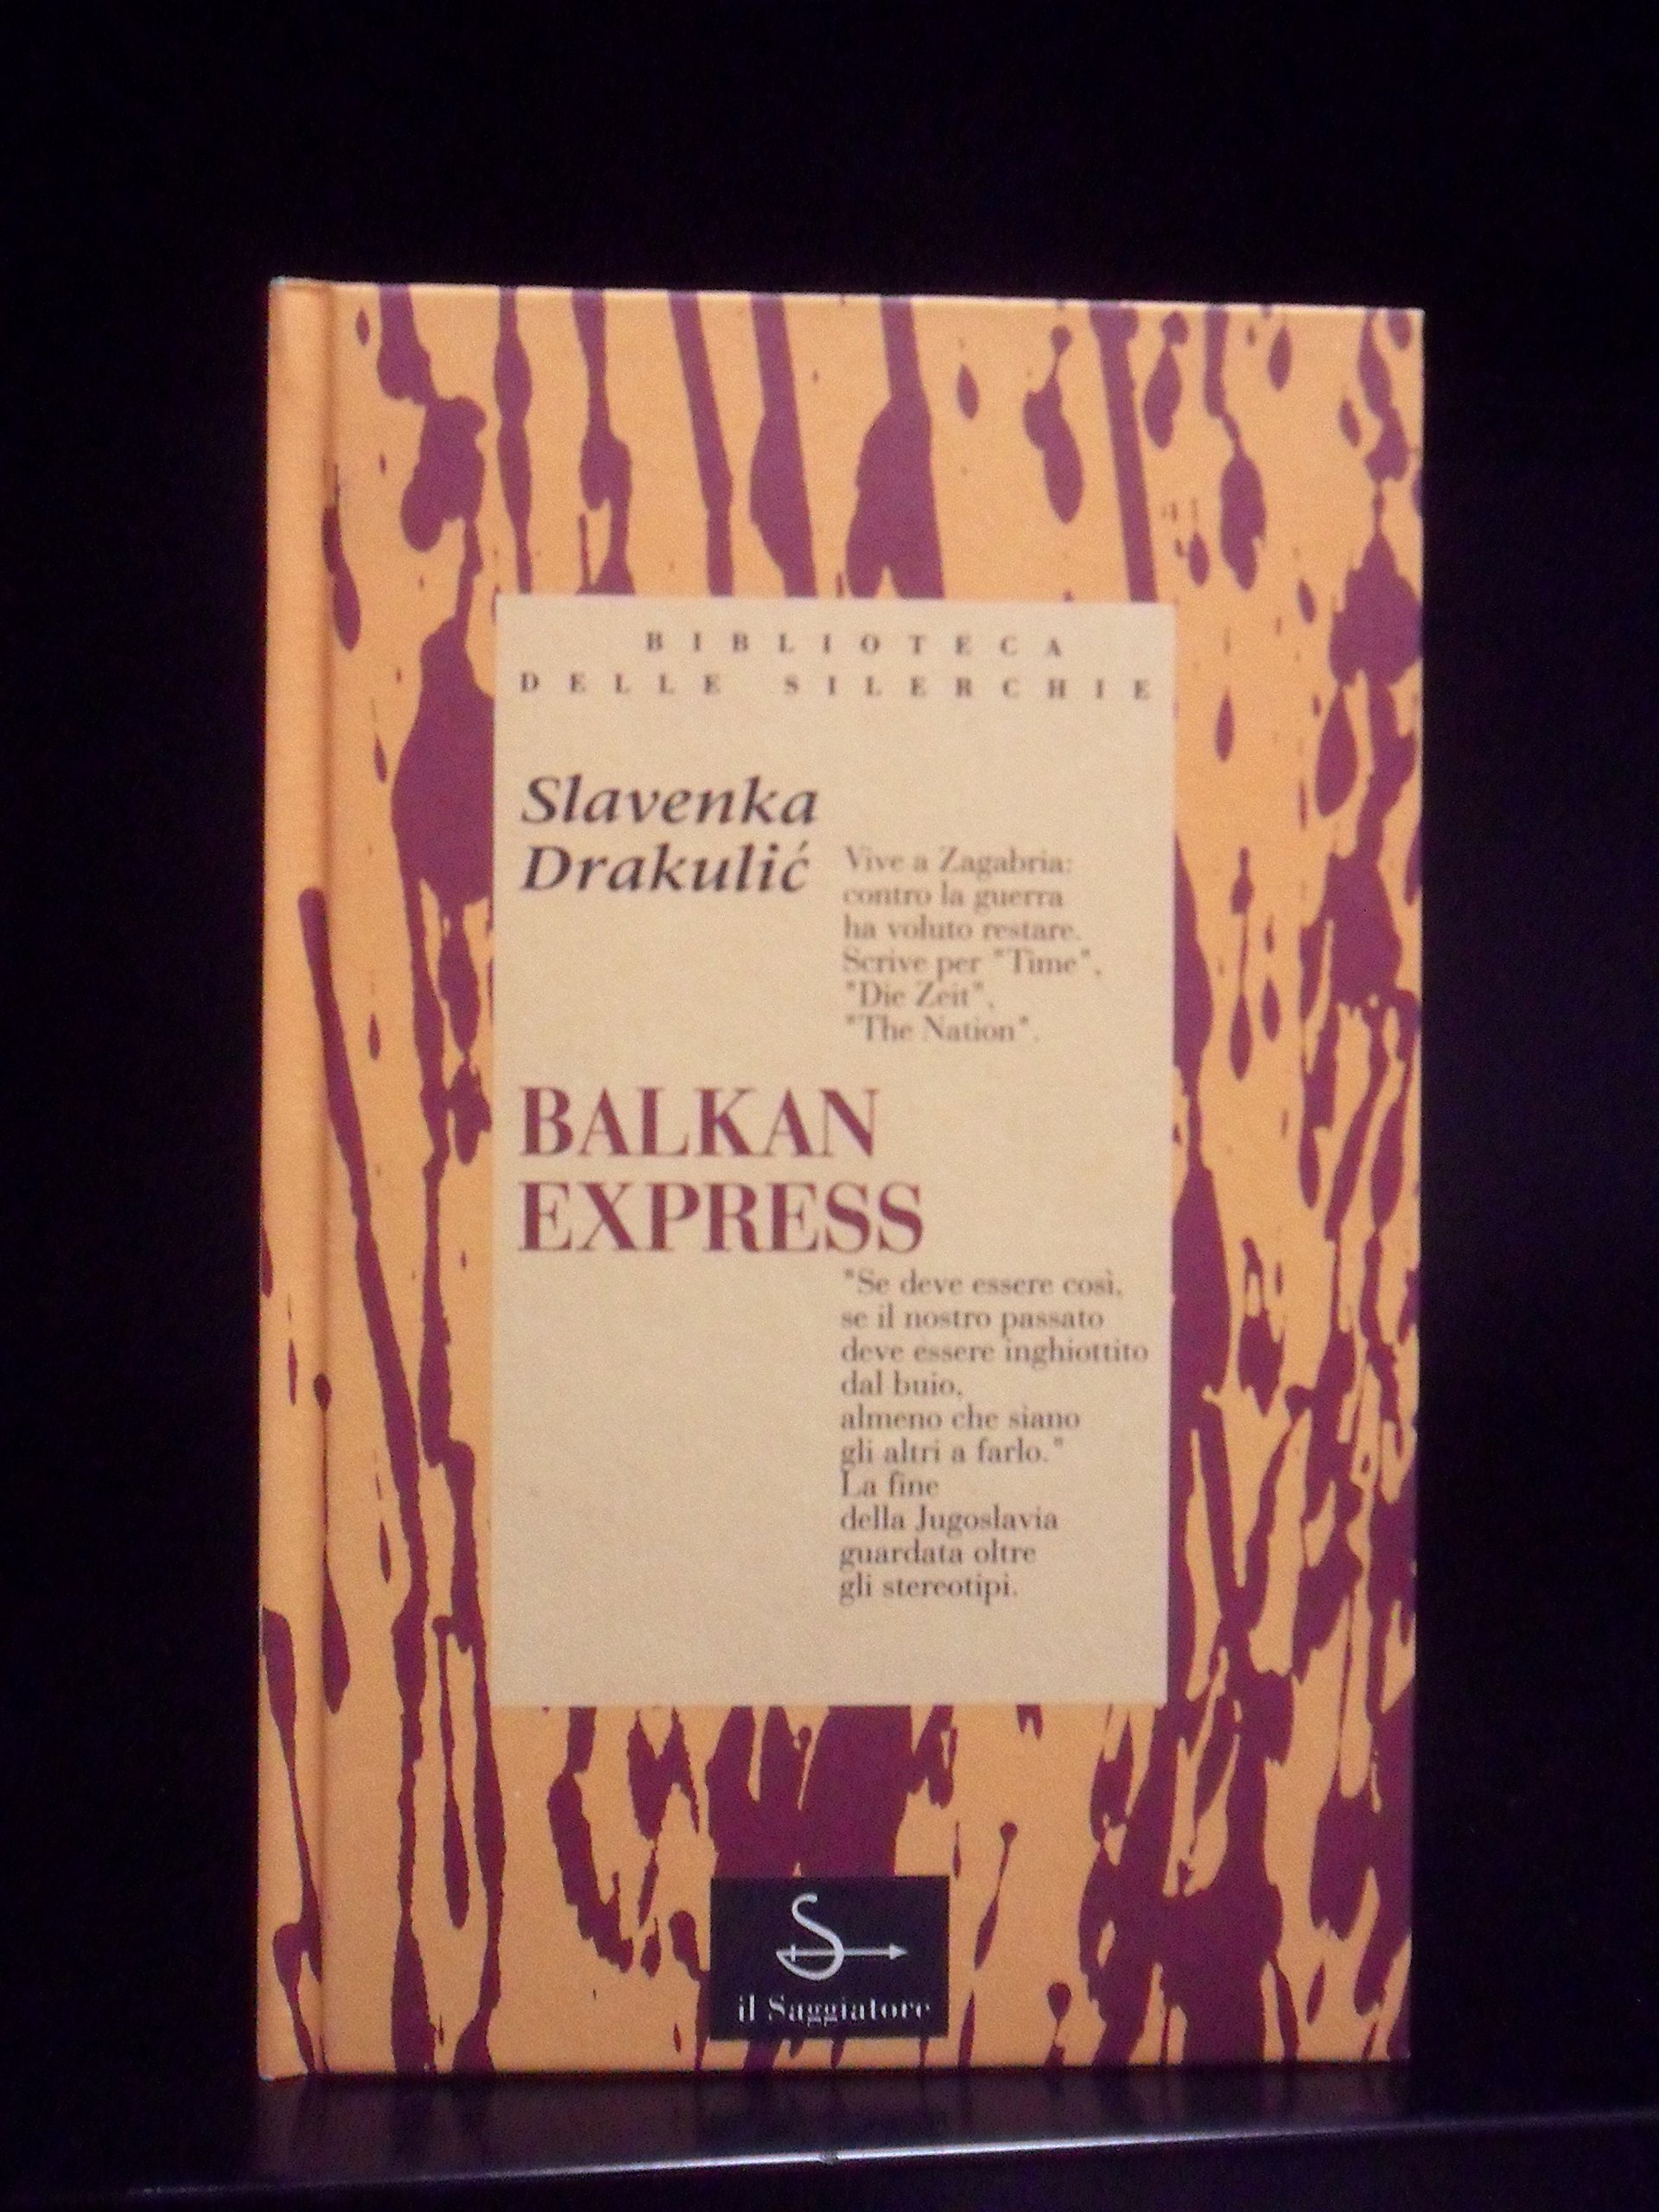 BIBLIOTECA
DELLE SILERCHIE
Slavenka
Drakulić
Vive a Zagabria:
contro la guerra
ha voluto restare.
Scrive per "Time",
"Die Zeit",
"The Nation".
BALKAN
EXPRESS
"Se deve essere così,
se il nostro passato
deve essere inghiottito
dal buio,
almeno che siano
gli altri a farlo."
La fine
della Jugoslavia
guardata oltre
gli stereotipi.
S
il Saggiatore